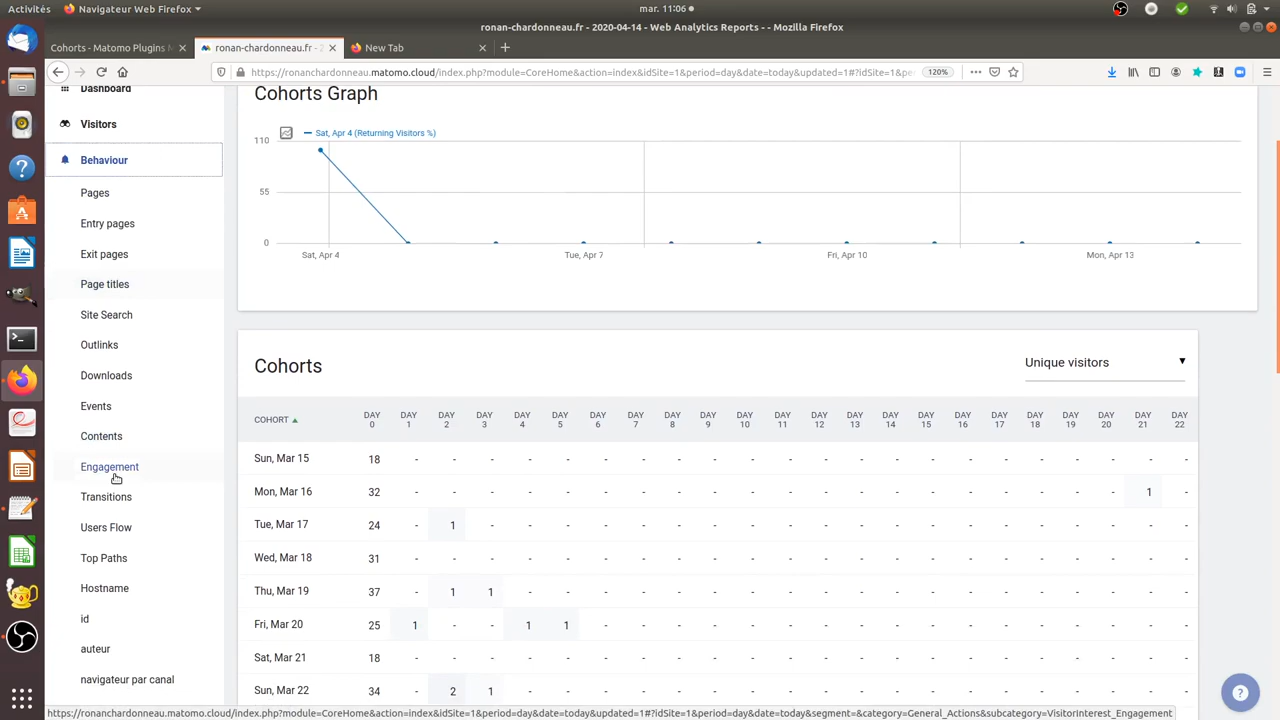 Activités
Modular Web Firefox
mar. 11:06
ronan-chardonneau.fr - 2020-04-14 - Web Analytics Reports - - Mozilla Firefox
Cohorts - Matomo Plugins M
ronan-chardonneau.fr - 2
New Tab
https://ronanchardonneau.matomo.cloud/index.php?module=CoreHome&action=index&idSite=1&period=day&date=today&updated=1#?idSite=1&pe
120%
Dashboard
Visitors
Behaviour
Pages
Entry pages
Exit pages
Page titles
Site Search
Outlinks
Downloads
Events
Contents
Engagement
Transitions
Users Flow
Top Paths
Hostname
id
auteur
navigateur par canal
Cohorts Graph
Sat, Apr 4 (Returning Visitors %)
110
55
0
Sat, Apr 4 Tue, Apr 7 Fri, Apr 10 Mon, Apr 13
Cohorts
Unique visitors
COHORT DAY 0 DAY 1 DAY 2 DAY 3 DAY 4 DAY 5 DAY 6 DAY 7 DAY 8 DAY 9 DAY 10 DAY 11 DAY 12 DAY 13 DAY 14 DAY 15 DAY 16 DAY 17 DAY 18 DAY 19 DAY 20 DAY 21 DAY 22
Sun, Mar 15 18 - - - - - - - - - - - - - - - - - - - - - -
Mon, Mar 16 32 - - - - - - - - - - - - - - - - - - - - 1 -
Tue, Mar 17 24 - 1 - - - - - - - - - - - - - - - - - - - -
Wed, Mar 18 31 - - - - - - - - - - - - - - - - - - - - - -
Thu, Mar 19 37 - 1 1 - - - - - - - - - - - - - - - - - - -
Fri, Mar 20 25 1 - - 1 1 - - - - - - - - - - - - - - - - -
Sat, Mar 21 18 - - - - - - - - - - - - - - - - - - - - - -
Sun, Mar 22 34 - 2 1 - - - - - - - - - - - - - - - - - - -
https://ronanchardonneau.matomo.cloud/index.php?module=CoreHome&action=index&idSite=1&period=day&date=today&updated=1#?idSite=1&period=day&date=today&segment=&category=General_Actions&subcategory=VisitorInterest_Engagement